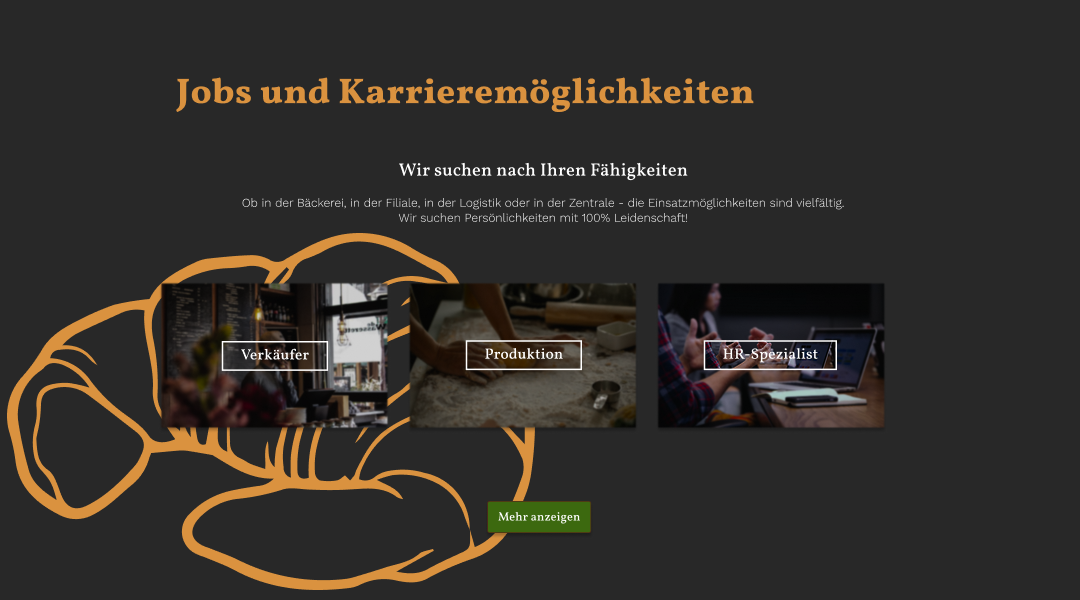 Jobs und Karrieremöglichkeiten
Wir suchen nach Ihren Fähigkeiten
Ob in der Bäckerei, in der Filiale, in der Logistik oder in der Zentrale - die Einsatzmöglichkeiten sind vielfältig.
Wir suchen Persönlichkeiten mit 100% Leidenschaft!
Verkäufer
Produktion
HR-Spezialist
Mehr anzeigen